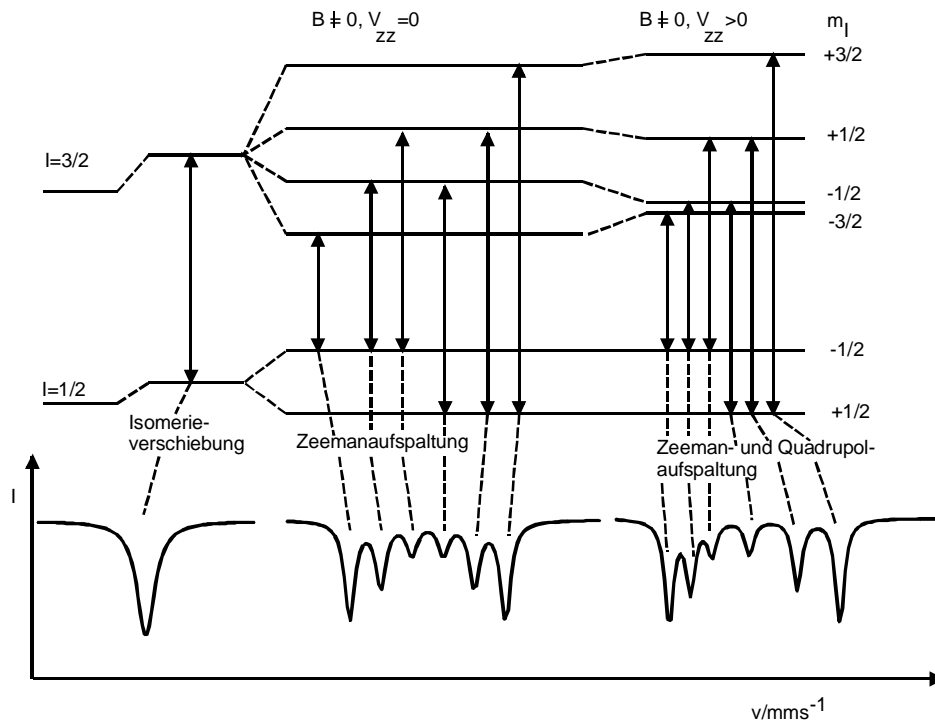 B ‡ 0, V =0
zz
B ‡ 0, V >0
zz
m
I
+3/2
+1/2
-1/2
-3/2
I=3/2
-1/2
+1/2
I=1/2
Isomerie-
verschiebung
Zeemanaufspaltung
Zeeman- und Quadrupol-
aufspaltung
I
v/mms-1